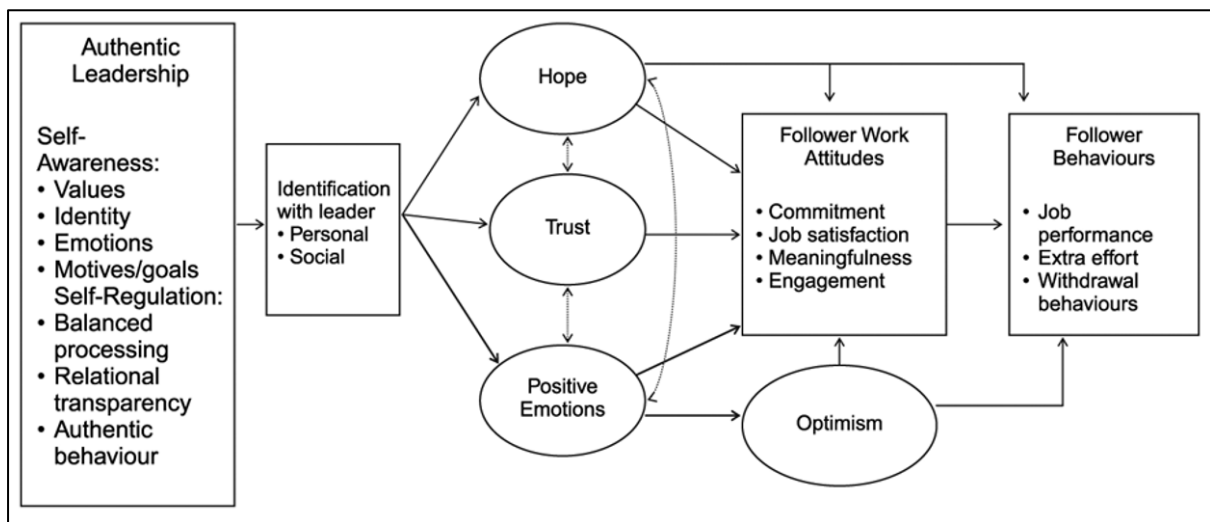 Authentic
Leadership
Self-
Awareness:
• Values
• Identity
• Emotions
• Motives/goals
Self-Regulation:
• Balanced
processing
• Relational
transparency
• Authentic
behaviour
Identification
with leader
• Personal
• Social
Hope
Trust
Positive
Emotions
Follower Work
Attitudes
• Commitment
• Job satisfaction
• Meaningfulness
• Engagement
Optimism
Follower
Behaviours
• Job
performance
• Extra effort
• Withdrawal
behaviours